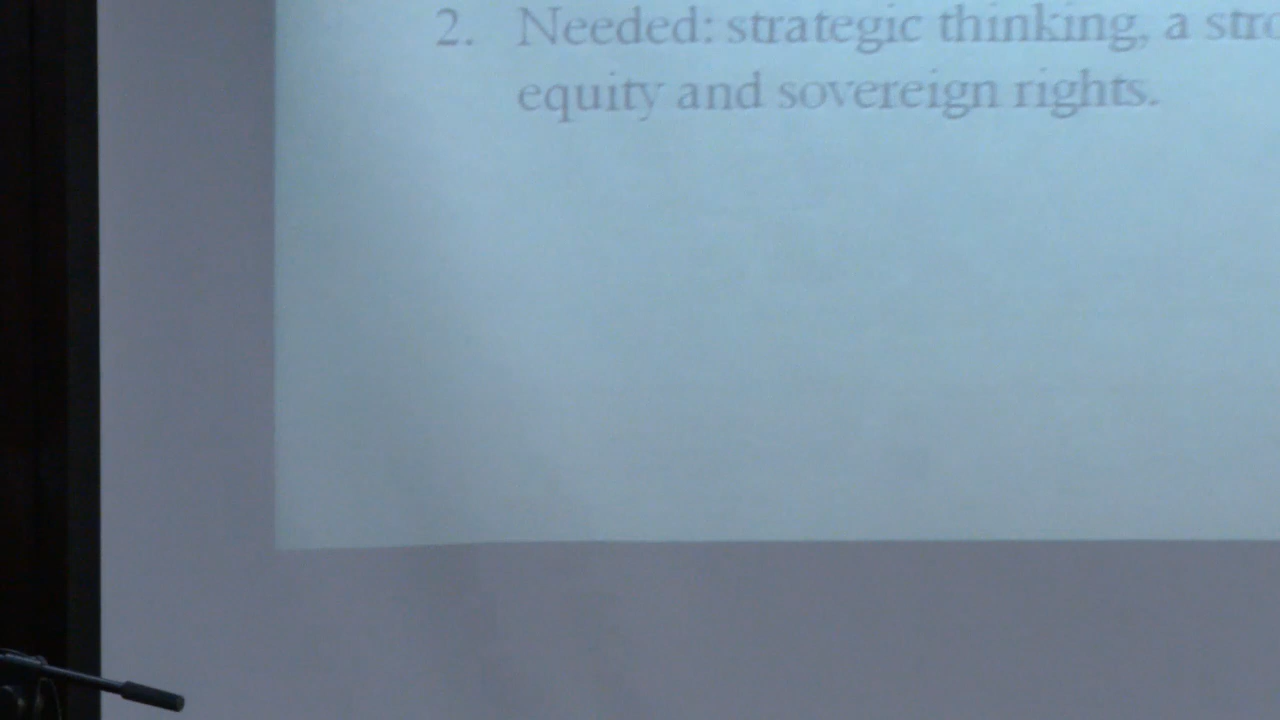 2. Needed: strategic thinking, a
equity and sovereign rights.